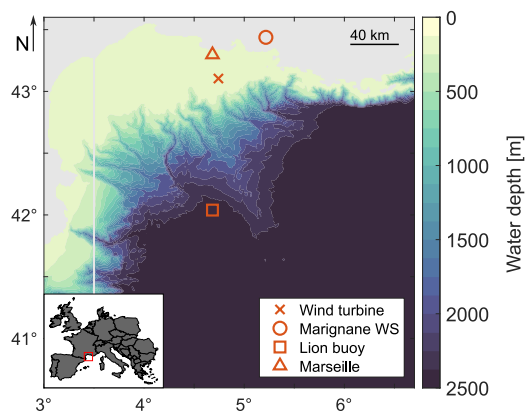 N
40 km
43°
42°
41°
3°
4°
5°
6°
0
500
1000
1500
2000
2500
Water depth [m]
Wind turbine
Marignane WS
Lion buoy
Marseille